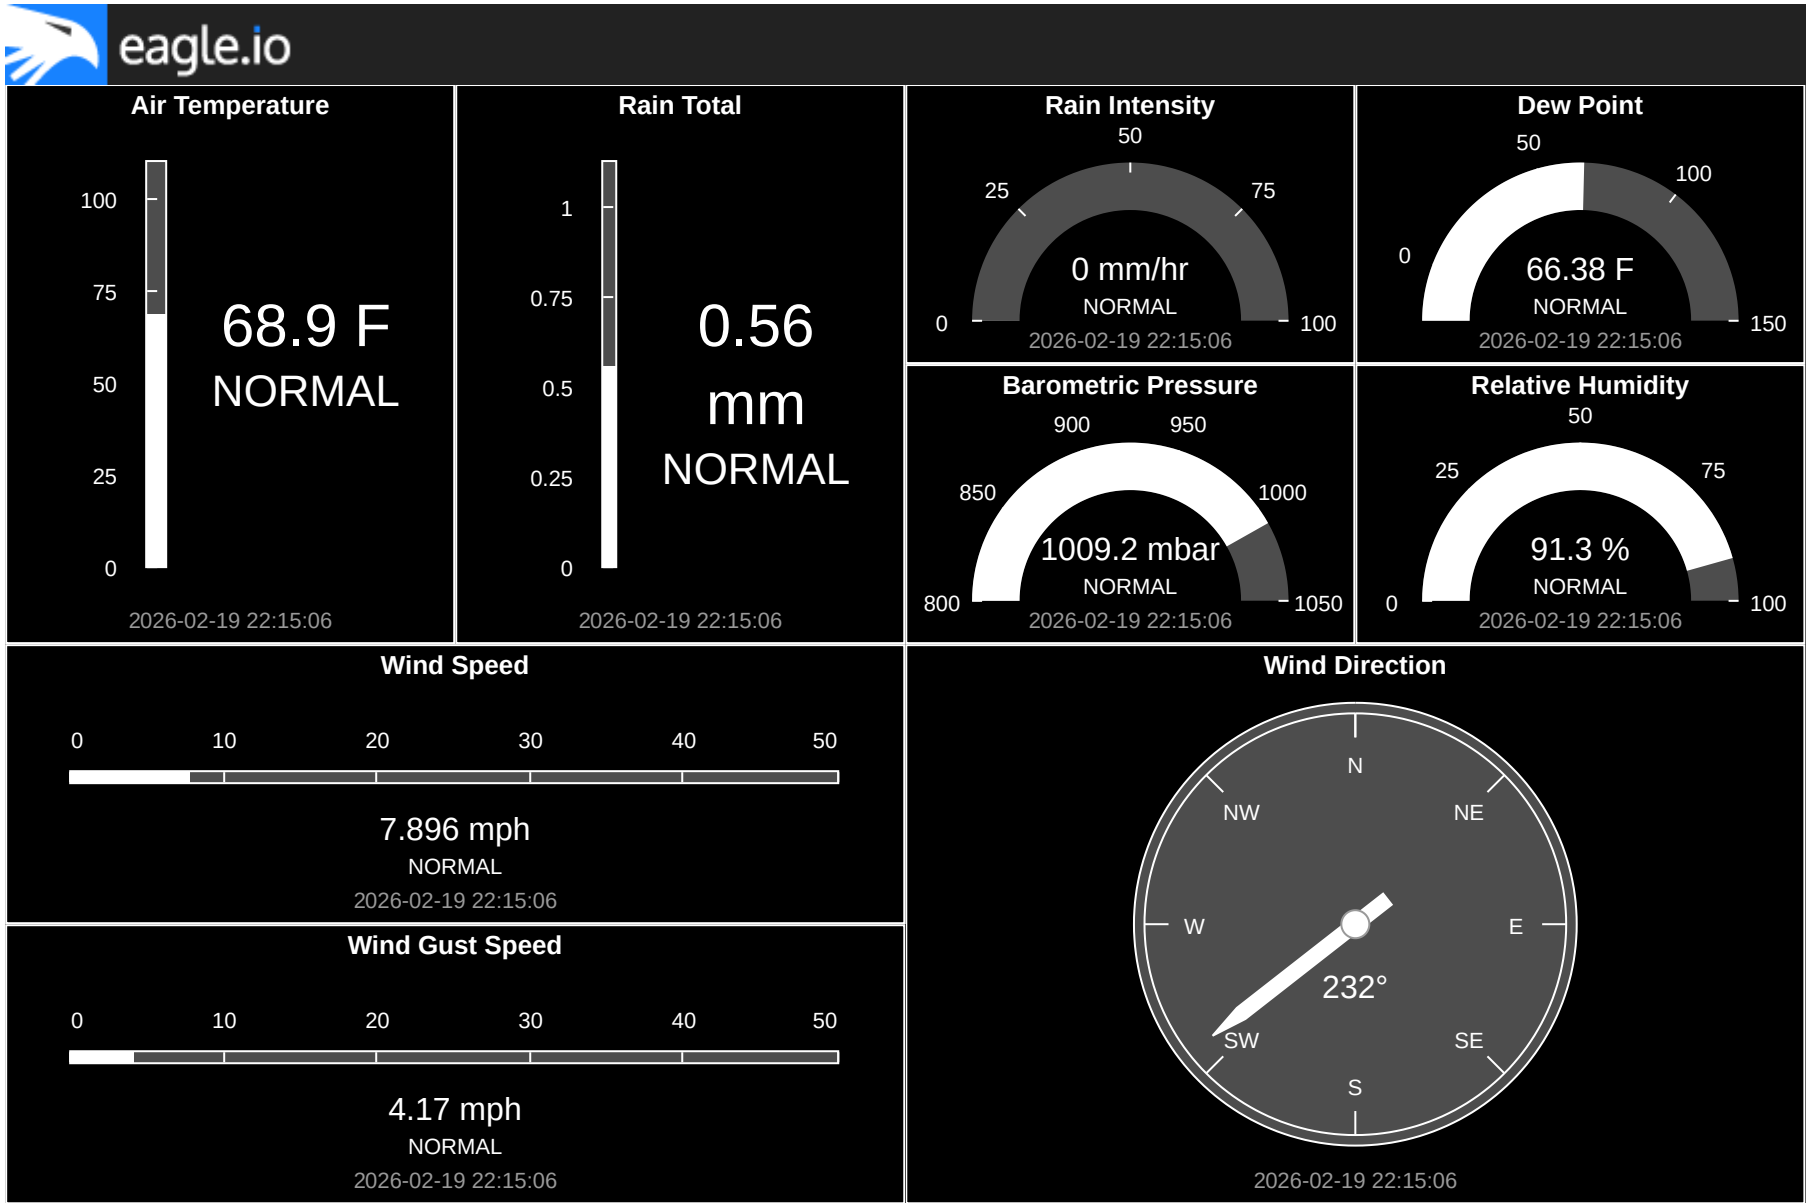 eagle.io
Air Temperature
100
75
50
25
0
68.9 F
NORMAL
2026-02-19 22:15:06
Rain Total
1
0.75
0.5
0.25
0
0.56
mm
NORMAL
2026-02-19 22:15:06
Rain Intensity
0
25
50
75
100
0 mm/hr
NORMAL
2026-02-19 22:15:06
Dew Point
0
50
100
150
66.38 F
NORMAL
2026-02-19 22:15:06
Barometric Pressure
800
850
900
950
1000
1050
1009.2 mbar
NORMAL
2026-02-19 22:15:06
Relative Humidity
0
25
50
75
100
91.3 %
NORMAL
2026-02-19 22:15:06
Wind Speed
0 10 20 30 40 50
7.896 mph
NORMAL
2026-02-19 22:15:06
Wind Gust Speed
0 10 20 30 40 50
4.17 mph
NORMAL
2026-02-19 22:15:06
Wind Direction
N
NW NE
W E
232°
SW SE
S
2026-02-19 22:15:06